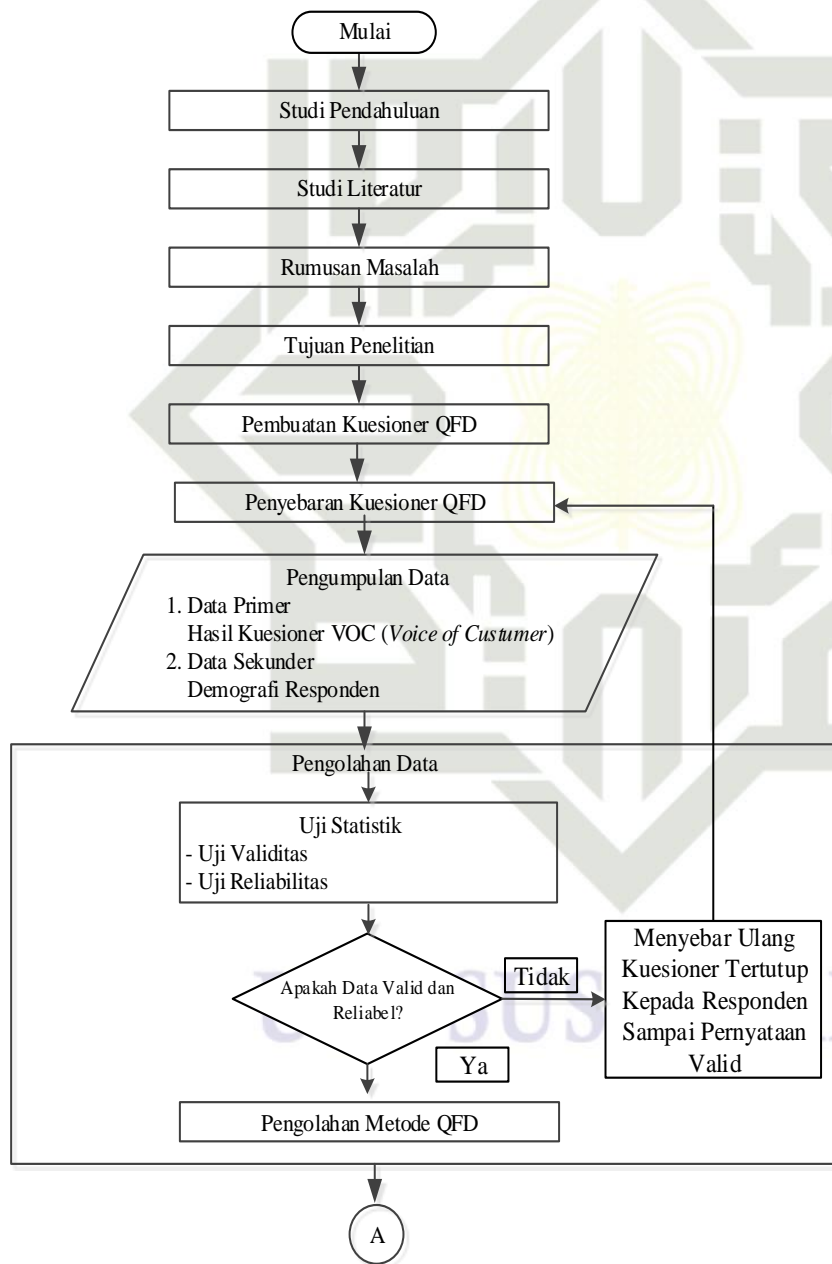 Mulai
Studi Pendahuluan
Studi Literatur
Rumusan Masalah
Tujuan Penelitian
Pembuatan Kuesioner QFD
Penyebaran Kuesioner QFD
Pengumpulan Data
1. Data Primer
Hasil Kuesioner VOC (Voice of Custumer)
2. Data Sekunder
Demografi Responden
Pengolahan Data
Uji Statistik
- Uji Validitas
- Uji Reliabilitas
Apakah Data Valid dan
Reliabel?
Tidak
Menyebar Ulang
Kuesioner Tertutup
Kepada Responden
Sampai Pernyataan
Valid
Ya
Pengolahan Metode QFD
A